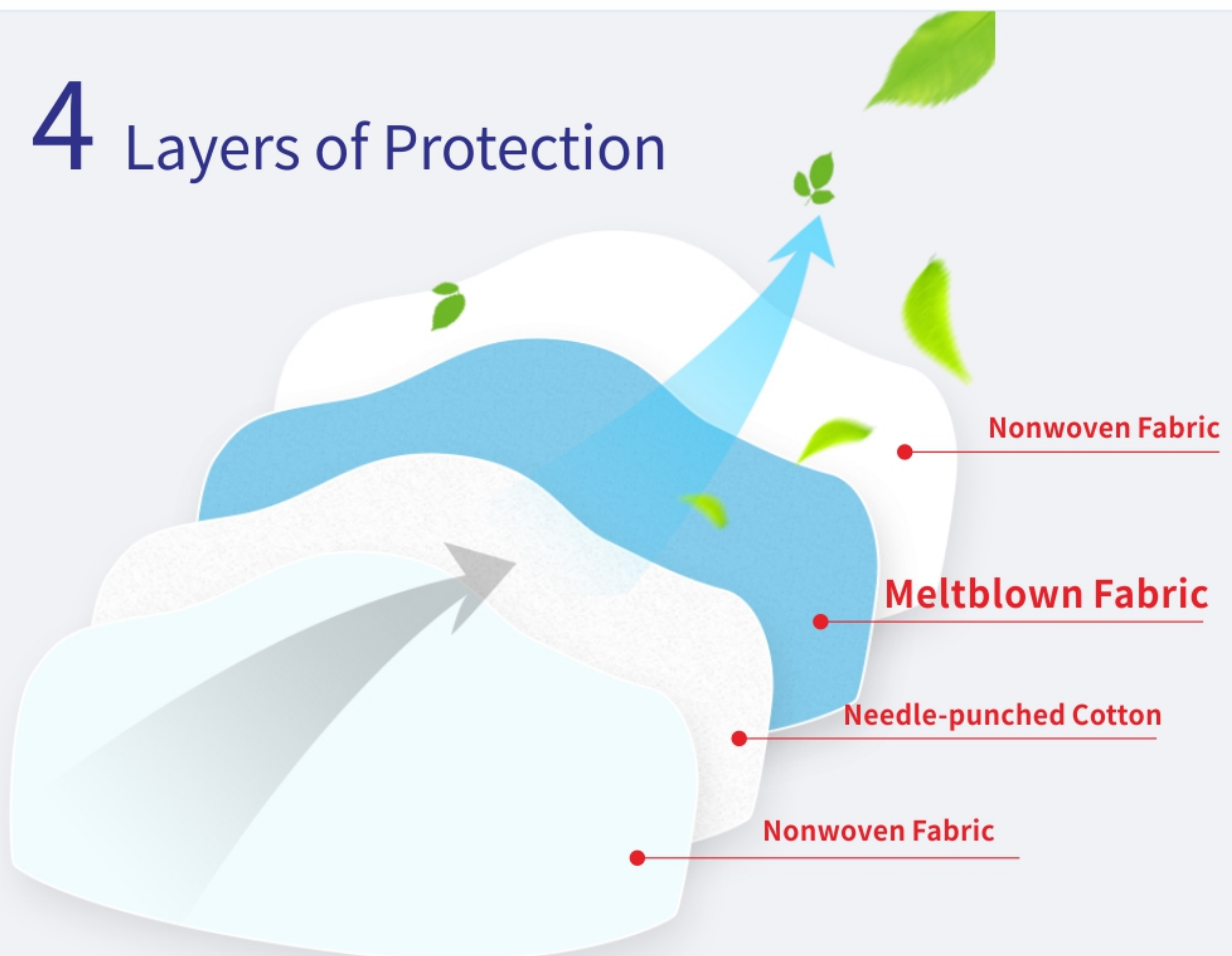 4 Layers of Protection
Nonwoven Fabric
Meltblown Fabric
Needle-punched Cotton
Nonwoven Fabric